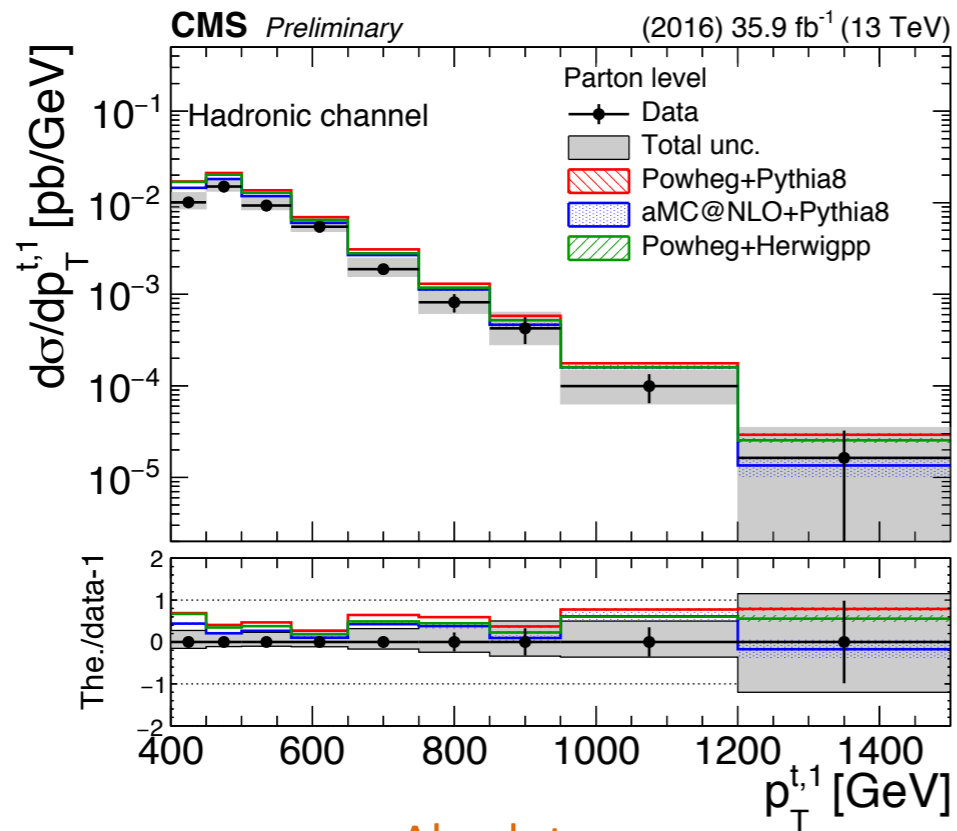 CMS Preliminary (2016) 35.9 fb⁻¹ (13 TeV)
Parton level
Hadronic channel
Data
Total unc.
Powheg+Pythia8
aMC@NLO+Pythia8
Powheg+Herwigpp
dσ/dp_T^{t,1} [pb/GeV]
10⁻¹
10⁻²
10⁻³
10⁻⁴
10⁻⁵
The./data-1
2
1
0
−1
−2
400 600 800 1000 1200 1400
p_T^{t,1} [GeV]